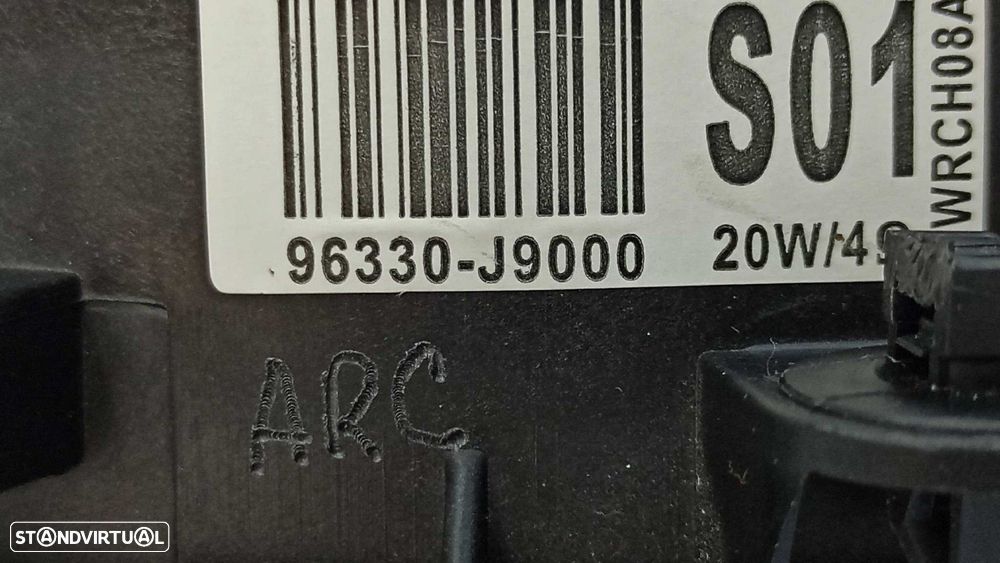 S01
WRCH08A
96330-J9000
ARC
STANDVIRTUAL